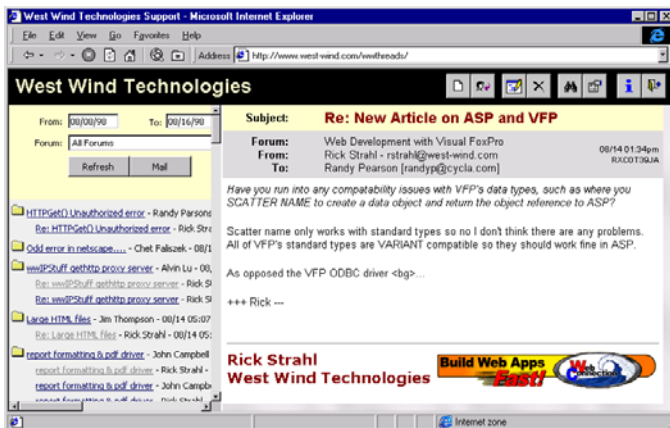 West Wind Technologies Support - Microsoft Internet Explorer
File Edit View Go Favorites Help
Address http://www.west-wind.com/wwthreads/
West Wind Technologies
From: 08/08/98 To: 08/16/98
Forum: All Forums
Refresh Mail
HTTPGet() Unauthorized error - Randy Parsons
Re: HTTPGet() Unauthorized error - Rick Stra
Odd error in netscape.... - Chet Faliszek - 08/1
wwIPStuff gethttp proxy server - Alvin Lu - 08,
Re: wwIPStuff gethttp proxy server - Rick S
Re: wwIPStuff gethttp proxy server - Rick S
Large HTML files - Jim Thompson - 08/14 05:07
Re: Large HTML files - Rick Strahl - 08/14 05:
report formatting & pdf driver - John Campbell
report formatting & pdf driver - Rick Strahl -
report formatting & pdf driver - John Campb
report formatting & pdf driver - Rick Strahl
Subject: Re: New Article on ASP and VFP
Forum: Web Development with Visual FoxPro
From: Rick Strahl - rstrahl@west-wind.com
To: Randy Pearson [randyp@cycla.com]
08/14 01:34pm
Have you run into any compatability issues with VFP's data types, such as where you
SCATTER NAME to create a data object and return the object reference to ASP?
Scatter name only works with standard types so no I don't think there are any problems.
All of VFP's standard types are VARIANT compatible so they should work fine in ASP.
As opposed the VFP ODBC driver <bg>...
+++ Rick ---
Rick Strahl
West Wind Technologies
Build Web Apps
Fast!
Web
Connection
Internet zone